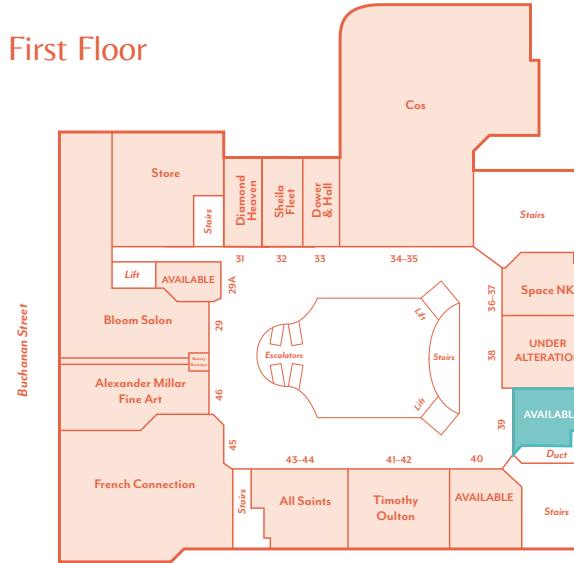 First Floor
Cos
Store
Stairs
Diamond
Heaven
Sheila
Fleet
Dower
& Hall
Stairs
31
32
33
34–35
Lift
AVAILABLE
29A
36–37
Space NK
Bloom Salon
29
Lift
Buchanan Street
Escalators
Stairs
38
UNDER
ALTERATION
Beauty
Boutique
Alexander Millar
Fine Art
46
Lift
39
AVAILABL
45
43–44
41–42
40
Duct
French Connection
Stairs
All Saints
Timothy
Oulton
AVAILABLE
Stairs